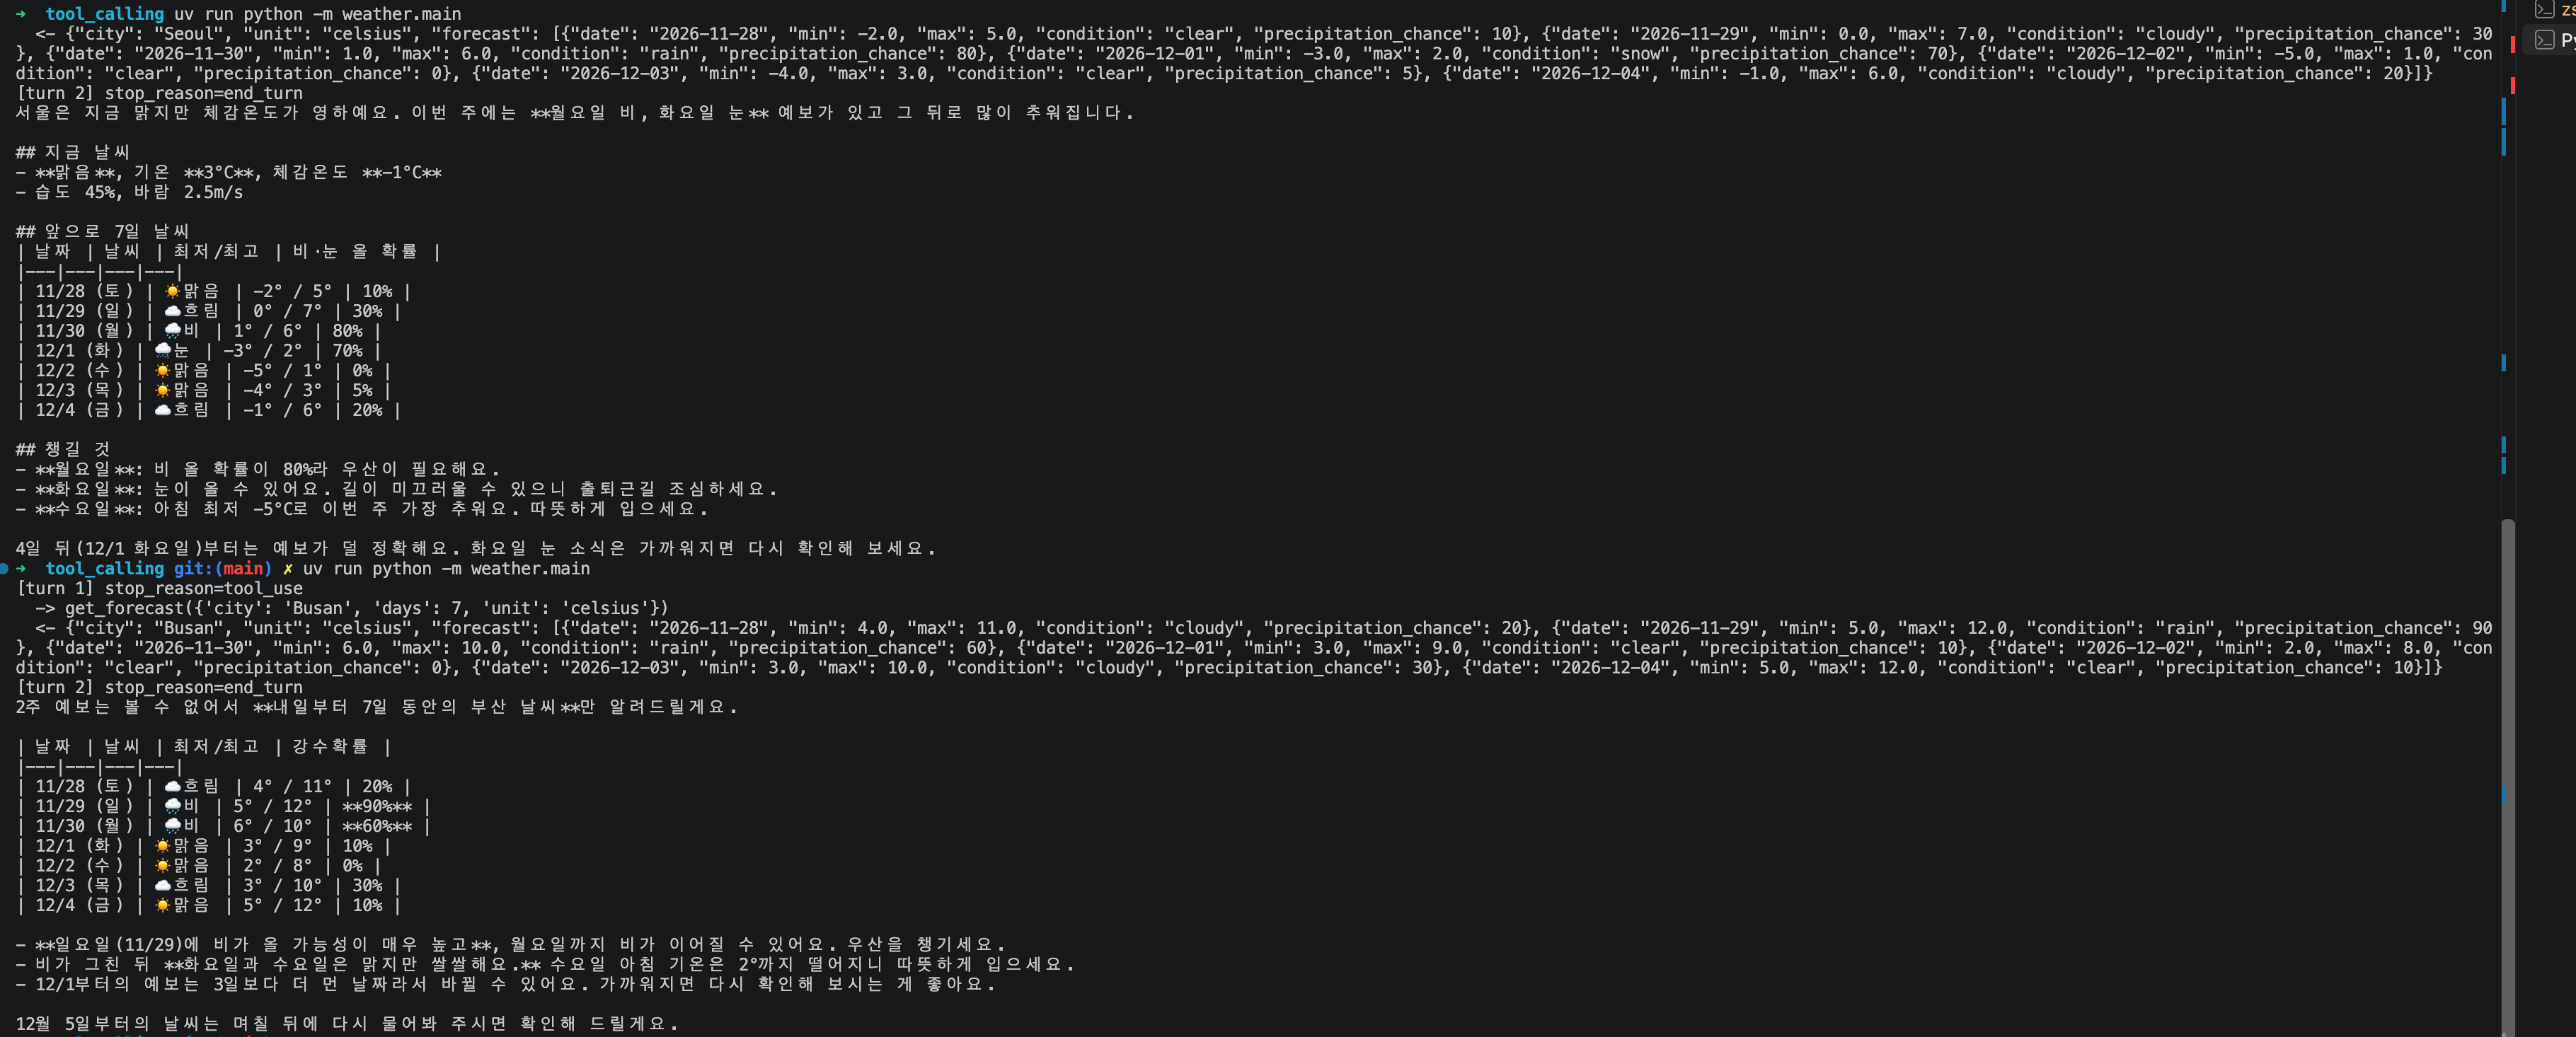 → tool_calling uv run python -m weather.main
<- {"city": "Seoul", "unit": "celsius", "forecast": [{"date": "2026-11-28", "min": -2.0, "max": 5.0, "condition": "clear", "precipitation_chance": 10}, {"date": "2026-11-29", "min": 0.0, "max": 7.0, "condition": "cloudy", "precipitation_chance": 30
}, {"date": "2026-11-30", "min": 1.0, "max": 6.0, "condition": "rain", "precipitation_chance": 80}, {"date": "2026-12-01", "min": -3.0, "max": 2.0, "condition": "snow", "precipitation_chance": 70}, {"date": "2026-12-02", "min": -5.0, "max": 1.0, "con
dition": "clear", "precipitation_chance": 0}, {"date": "2026-12-03", "min": -4.0, "max": 3.0, "condition": "clear", "precipitation_chance": 5}, {"date": "2026-12-04", "min": -1.0, "max": 6.0, "condition": "cloudy", "precipitation_chance": 20}]}
[turn 2] stop_reason=end_turn
서울은 지금 맑지만 체감온도가 영하예요. 이번 주에는 **월요일 비, 화요일 눈** 예보가 있고 그 뒤로 많이 추워집니다.
## 지금 날씨
- **맑음**, 기온 **3°C**, 체감온도 **-1°C**
- 습도 45%, 바람 2.5m/s
## 앞으로 7일 날씨
| 날짜 | 날씨 | 최저/최고 | 비·눈 올 확률 |
|---|---|---|---|
| 11/28 (토) | ☀️맑음 | -2° / 5° | 10% |
| 11/29 (일) | ☁️흐림 | 0° / 7° | 30% |
| 11/30 (월) | 🌧️비 | 1° / 6° | 80% |
| 12/1 (화) | 🌨️눈 | -3° / 2° | 70% |
| 12/2 (수) | ☀️맑음 | -5° / 1° | 0% |
| 12/3 (목) | ☀️맑음 | -4° / 3° | 5% |
| 12/4 (금) | ☁️흐림 | -1° / 6° | 20% |
## 챙길 것
- **월요일**: 비 올 확률이 80%라 우산이 필요해요.
- **화요일**: 눈이 올 수 있어요. 길이 미끄러울 수 있으니 출퇴근길 조심하세요.
- **수요일**: 아침 최저 -5°C로 이번 주 가장 추워요. 따뜻하게 입으세요.
4일 뒤(12/1 화요일)부터는 예보가 덜 정확해요. 화요일 눈 소식은 가까워지면 다시 확인해 보세요.
→ tool_calling git:(main) ✗ uv run python -m weather.main
[turn 1] stop_reason=tool_use
-> get_forecast({'city': 'Busan', 'days': 7, 'unit': 'celsius'})
<- {"city": "Busan", "unit": "celsius", "forecast": [{"date": "2026-11-28", "min": 4.0, "max": 11.0, "condition": "cloudy", "precipitation_chance": 20}, {"date": "2026-11-29", "min": 5.0, "max": 12.0, "condition": "rain", "precipitation_chance": 90
}, {"date": "2026-11-30", "min": 6.0, "max": 10.0, "condition": "rain", "precipitation_chance": 60}, {"date": "2026-12-01", "min": 3.0, "max": 9.0, "condition": "clear", "precipitation_chance": 10}, {"date": "2026-12-02", "min": 2.0, "max": 8.0, "con
dition": "clear", "precipitation_chance": 0}, {"date": "2026-12-03", "min": 3.0, "max": 10.0, "condition": "cloudy", "precipitation_chance": 30}, {"date": "2026-12-04", "min": 5.0, "max": 12.0, "condition": "clear", "precipitation_chance": 10}]}
[turn 2] stop_reason=end_turn
2주 예보는 볼 수 없어서 **내일부터 7일 동안의 부산 날씨**만 알려드릴게요.
| 날짜 | 날씨 | 최저/최고 | 강수확률 |
|---|---|---|---|
| 11/28 (토) | ☁️흐림 | 4° / 11° | 20% |
| 11/29 (일) | 🌧️비 | 5° / 12° | **90%** |
| 11/30 (월) | 🌧️비 | 6° / 10° | **60%** |
| 12/1 (화) | ☀️맑음 | 3° / 9° | 10% |
| 12/2 (수) | ☀️맑음 | 2° / 8° | 0% |
| 12/3 (목) | ☁️흐림 | 3° / 10° | 30% |
| 12/4 (금) | ☀️맑음 | 5° / 12° | 10% |
- **일요일(11/29)에 비가 올 가능성이 매우 높고**, 월요일까지 비가 이어질 수 있어요. 우산을 챙기세요.
- 비가 그친 뒤 **화요일과 수요일은 맑지만 쌀쌀해요.** 수요일 아침 기온은 2°까지 떨어지니 따뜻하게 입으세요.
- 12/1부터의 예보는 3일보다 더 먼 날짜라서 바뀔 수 있어요. 가까워지면 다시 확인해 보시는 게 좋아요.
12월 5일부터의 날씨는 며칠 뒤에 다시 물어봐 주시면 확인해 드릴게요.